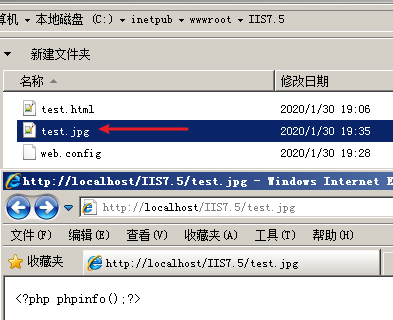 算机 ▸ 本地磁盘 (C:) ▸ inetpub ▸ wwwroot ▸ IIS7.5 ▸
新建文件夹
名称 修改日期
test.html 2020/1/30 19:06
test.jpg 2020/1/30 19:35
web.config 2020/1/30 19:28
http://localhost/IIS7.5/test.jpg - Windows Internet E
http://localhost/IIS7.5/test.jpg
文件(F) 编辑(E) 查看(V) 收藏夹(A) 工具(T) 帮助(H)
收藏夹 http://localhost/IIS7.5/test.jpg
<?php phpinfo();?>